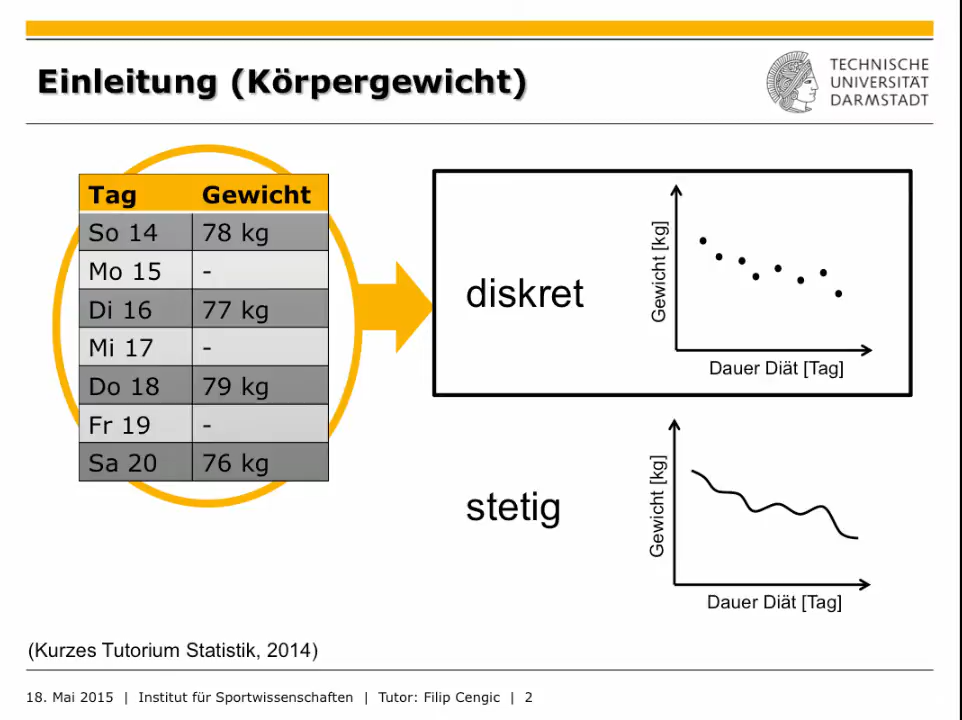 Einleitung (Körpergewicht)
TECHNISCHE
UNIVERSITÄT
DARMSTADT
Tag Gewicht
So 14 78 kg
Mo 15 -
Di 16 77 kg
Mi 17 -
Do 18 79 kg
Fr 19 -
Sa 20 76 kg
diskret
Gewicht [kg]
Dauer Diät [Tag]
stetig
Gewicht [kg]
Dauer Diät [Tag]
(Kurzes Tutorium Statistik, 2014)
18. Mai 2015 | Institut für Sportwissenschaften | Tutor: Filip Cengic | 2